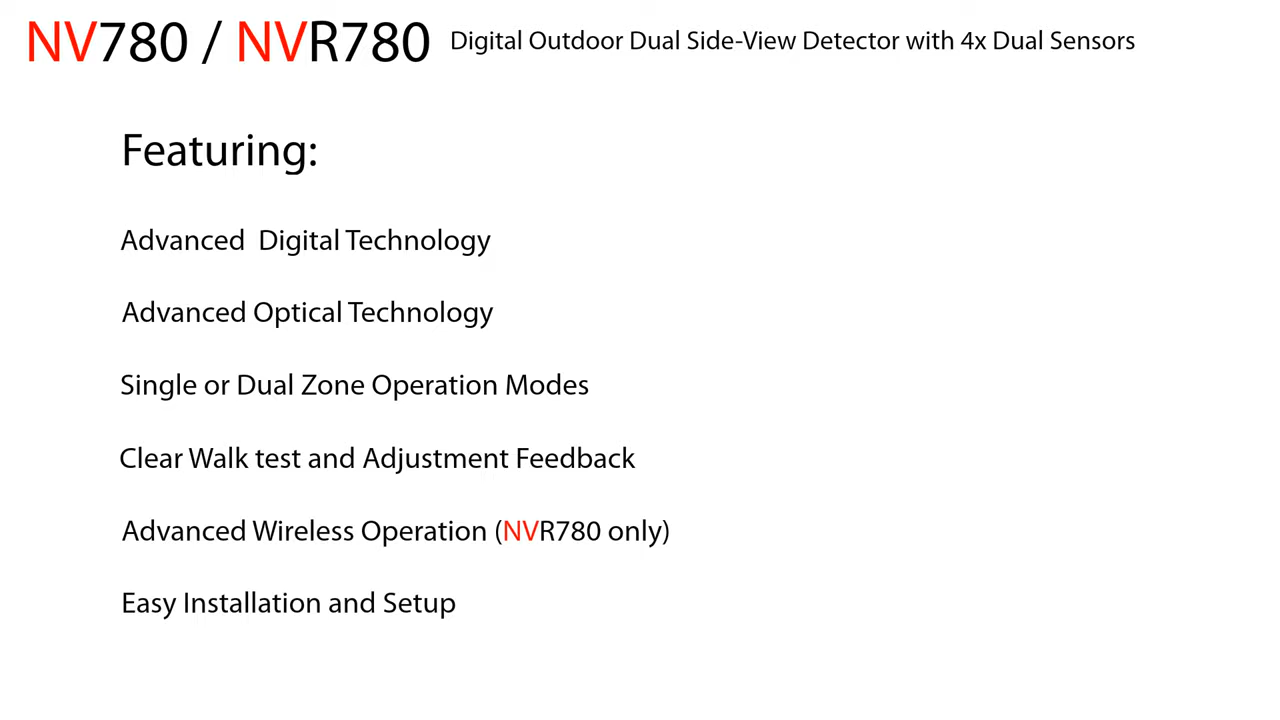 NV780 / NVR780 Digital Outdoor Dual Side-View Detector with 4x Dual Sensors
Featuring:
Advanced  Digital Technology
Advanced Optical Technology
Single or Dual Zone Operation Modes
Clear Walk test and Adjustment Feedback
Advanced Wireless Operation (NVR780 only)
Easy Installation and Setup